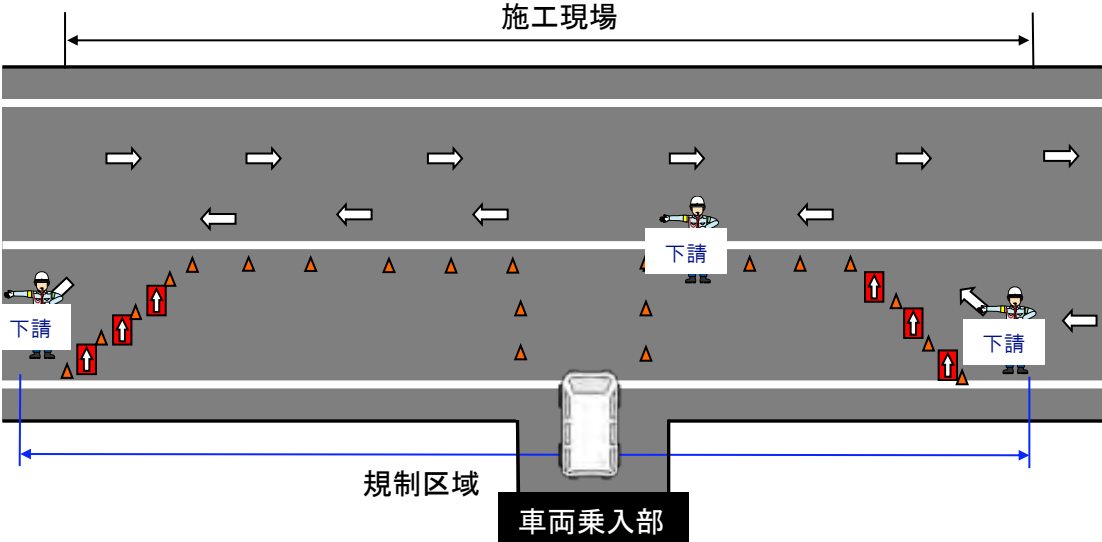 施工現場
下請
下請
下請
規制区域
車両乗入部